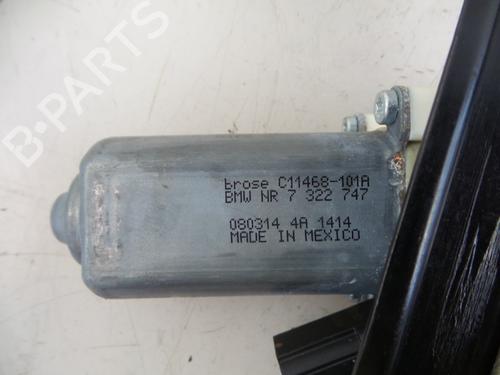 B-PARTS
brose C11468-101A
BMW NR 7 322 747
080314 4A 1414
MADE IN MEXICO